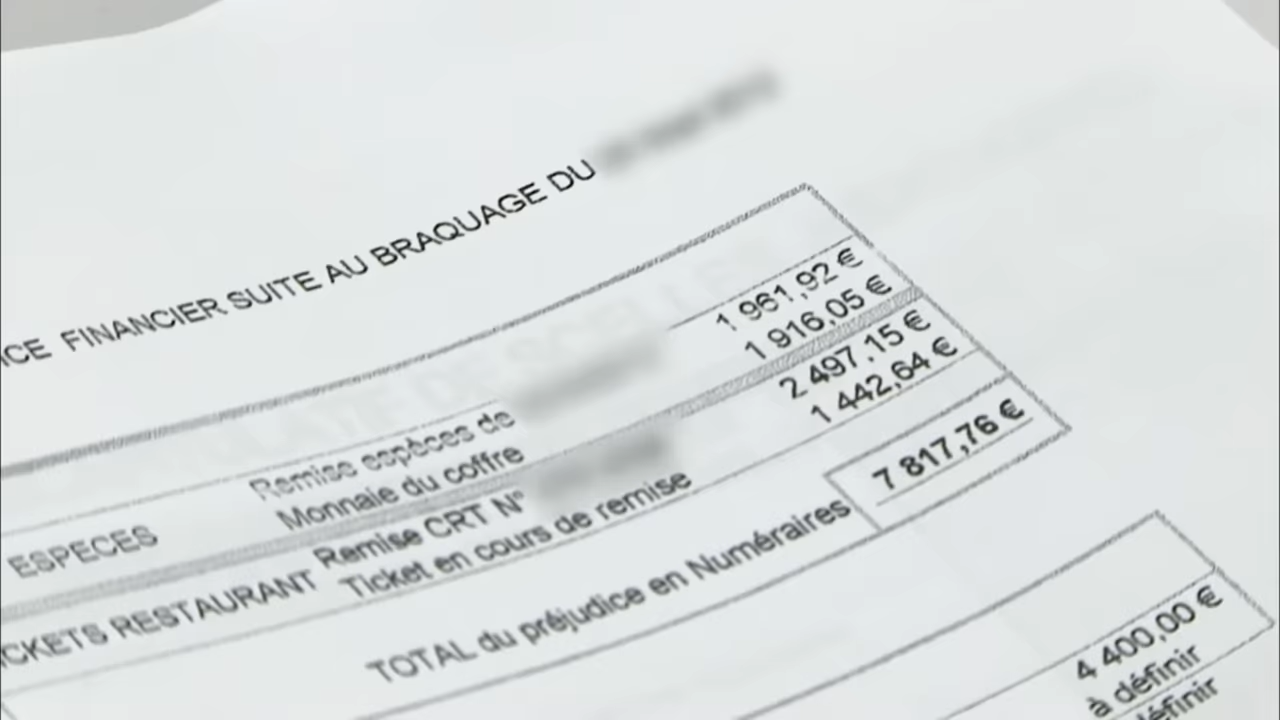 ICE FINANCIER SUITE AU BRAQUAGE DU
ESPECES
Remise espèces de
1 961,92 €
Monnaie du coffre
1 916,05 €
TICKETS RESTAURANT
Remise CRT N°
2 497,15 €
Ticket en cours de remise
1 442,64 €
TOTAL du préjudice en Numéraires
7 817,76 €
4 400,00 €
à définir
définir